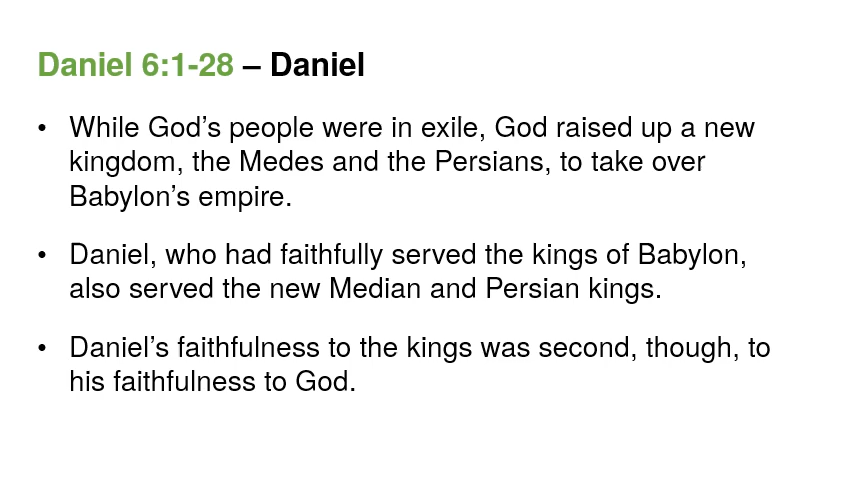 Daniel 6:1-28 – Daniel
• While God’s people were in exile, God raised up a new
kingdom, the Medes and the Persians, to take over
Babylon’s empire.
• Daniel, who had faithfully served the kings of Babylon,
also served the new Median and Persian kings.
• Daniel’s faithfulness to the kings was second, though, to
his faithfulness to God.